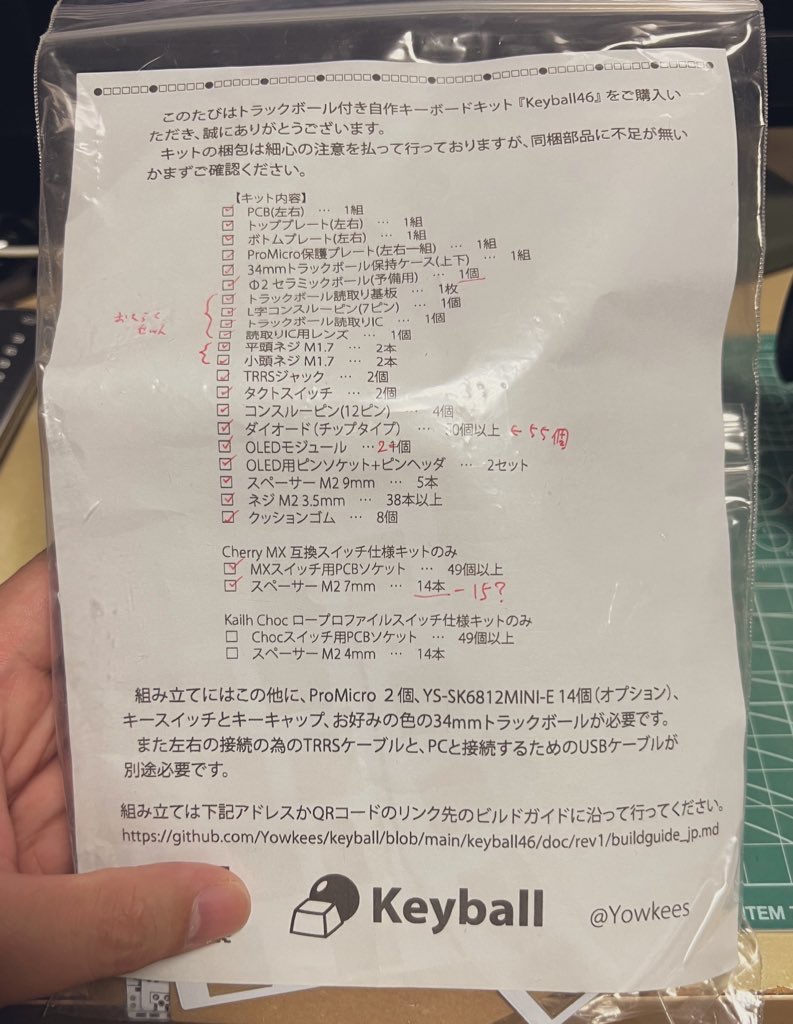 このたびはトラックボール付き自作キーボードキット『Keyball46』をご購入い
ただき、誠にありがとうございます。
キットの梱包は細心の注意を払って行っておりますが、同梱部品に不足が無い
かまずご確認ください。
【キット内容】
PCB(左右) … 1組
トッププレート(左右) … 1組
ボトムプレート(左右) … 1組
ProMicro保護プレート(左右一組) … 1組
34mmトラックボール保持ケース(上下) … 1組
Φ2 セラミックボール(予備用) … 1個
トラックボール読取り基板 … 1枚
L字コンスルーピン(7ピン) … 1個
トラックボール読取りIC … 1個
読取りIC用レンズ … 1個
平頭ネジ M1.7 … 2本
小頭ネジ M1.7 … 2本
TRRSジャック … 2個
タクトスイッチ … 2個
コンスルーピン(12ピン) … 4個
ダイオード(チップタイプ) … 0個以上 ← 55個
OLEDモジュール … 2個
OLED用ピンソケット+ピンヘッダ … 2セット
スペーサー M2 9mm … 5本
ネジ M2 3.5mm … 38本以上
クッションゴム … 8個
Cherry MX 互換スイッチ仕様キットのみ
MXスイッチ用PCBソケット … 49個以上
スペーサー M2 7mm … 14本 - 15?
Kailh Choc ロープロファイルスイッチ仕様キットのみ
Chocスイッチ用PCBソケット … 49個以上
スペーサー M2 4mm … 14本
組み立てにはこの他に、ProMicro 2個、YS-SK6812MINI-E 14個(オプション)、
キースイッチとキーキャップ、お好みの色の34mmトラックボールが必要です。
また左右の接続の為のTRRSケーブルと、PCと接続するためのUSBケーブルが
別途必要です。
組み立ては下記アドレスかQRコードのリンク先のビルドガイドに沿って行ってください。
https://github.com/Yowkees/keyball/blob/main/keyball46/doc/rev1/buildguide_jp.md
Keyball
@Yowkees
ITEM